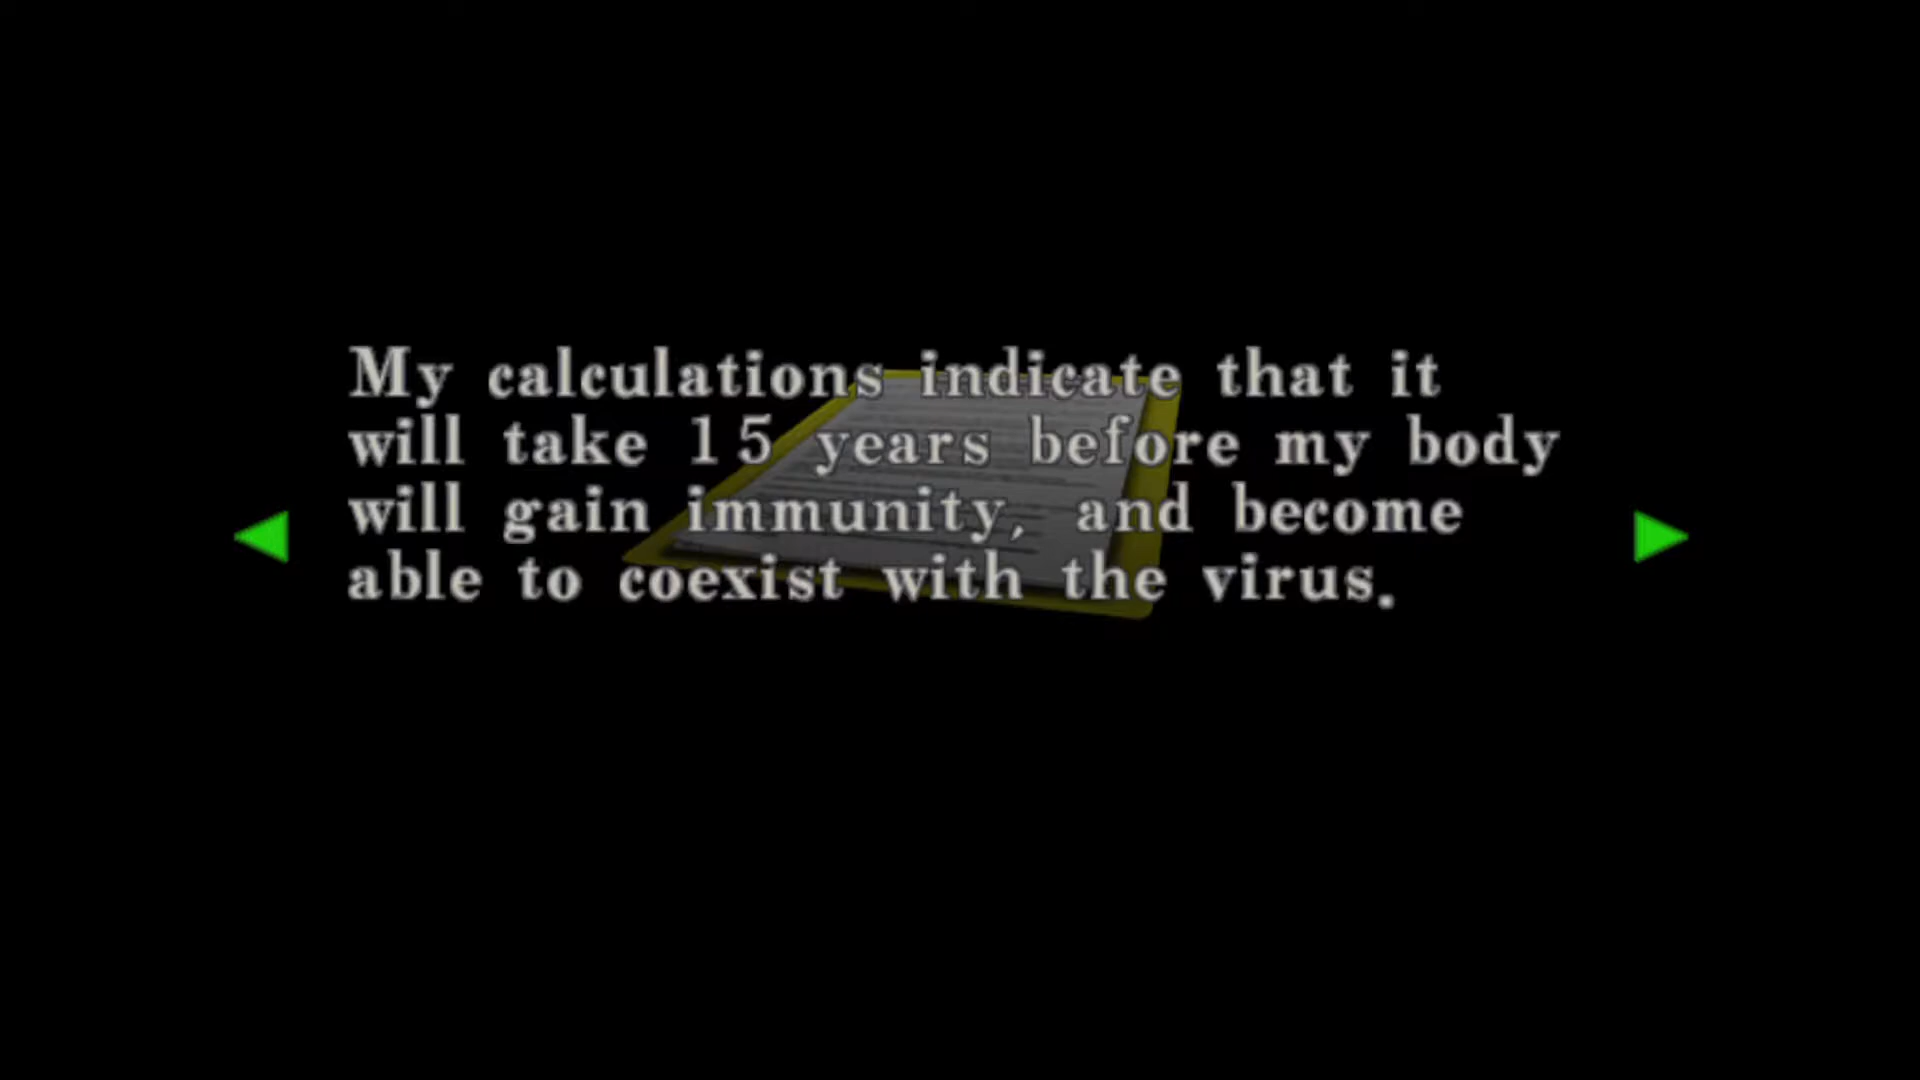 My calculations indicate that it
will take 15 years before my body
will gain immunity, and become
able to coexist with the virus.